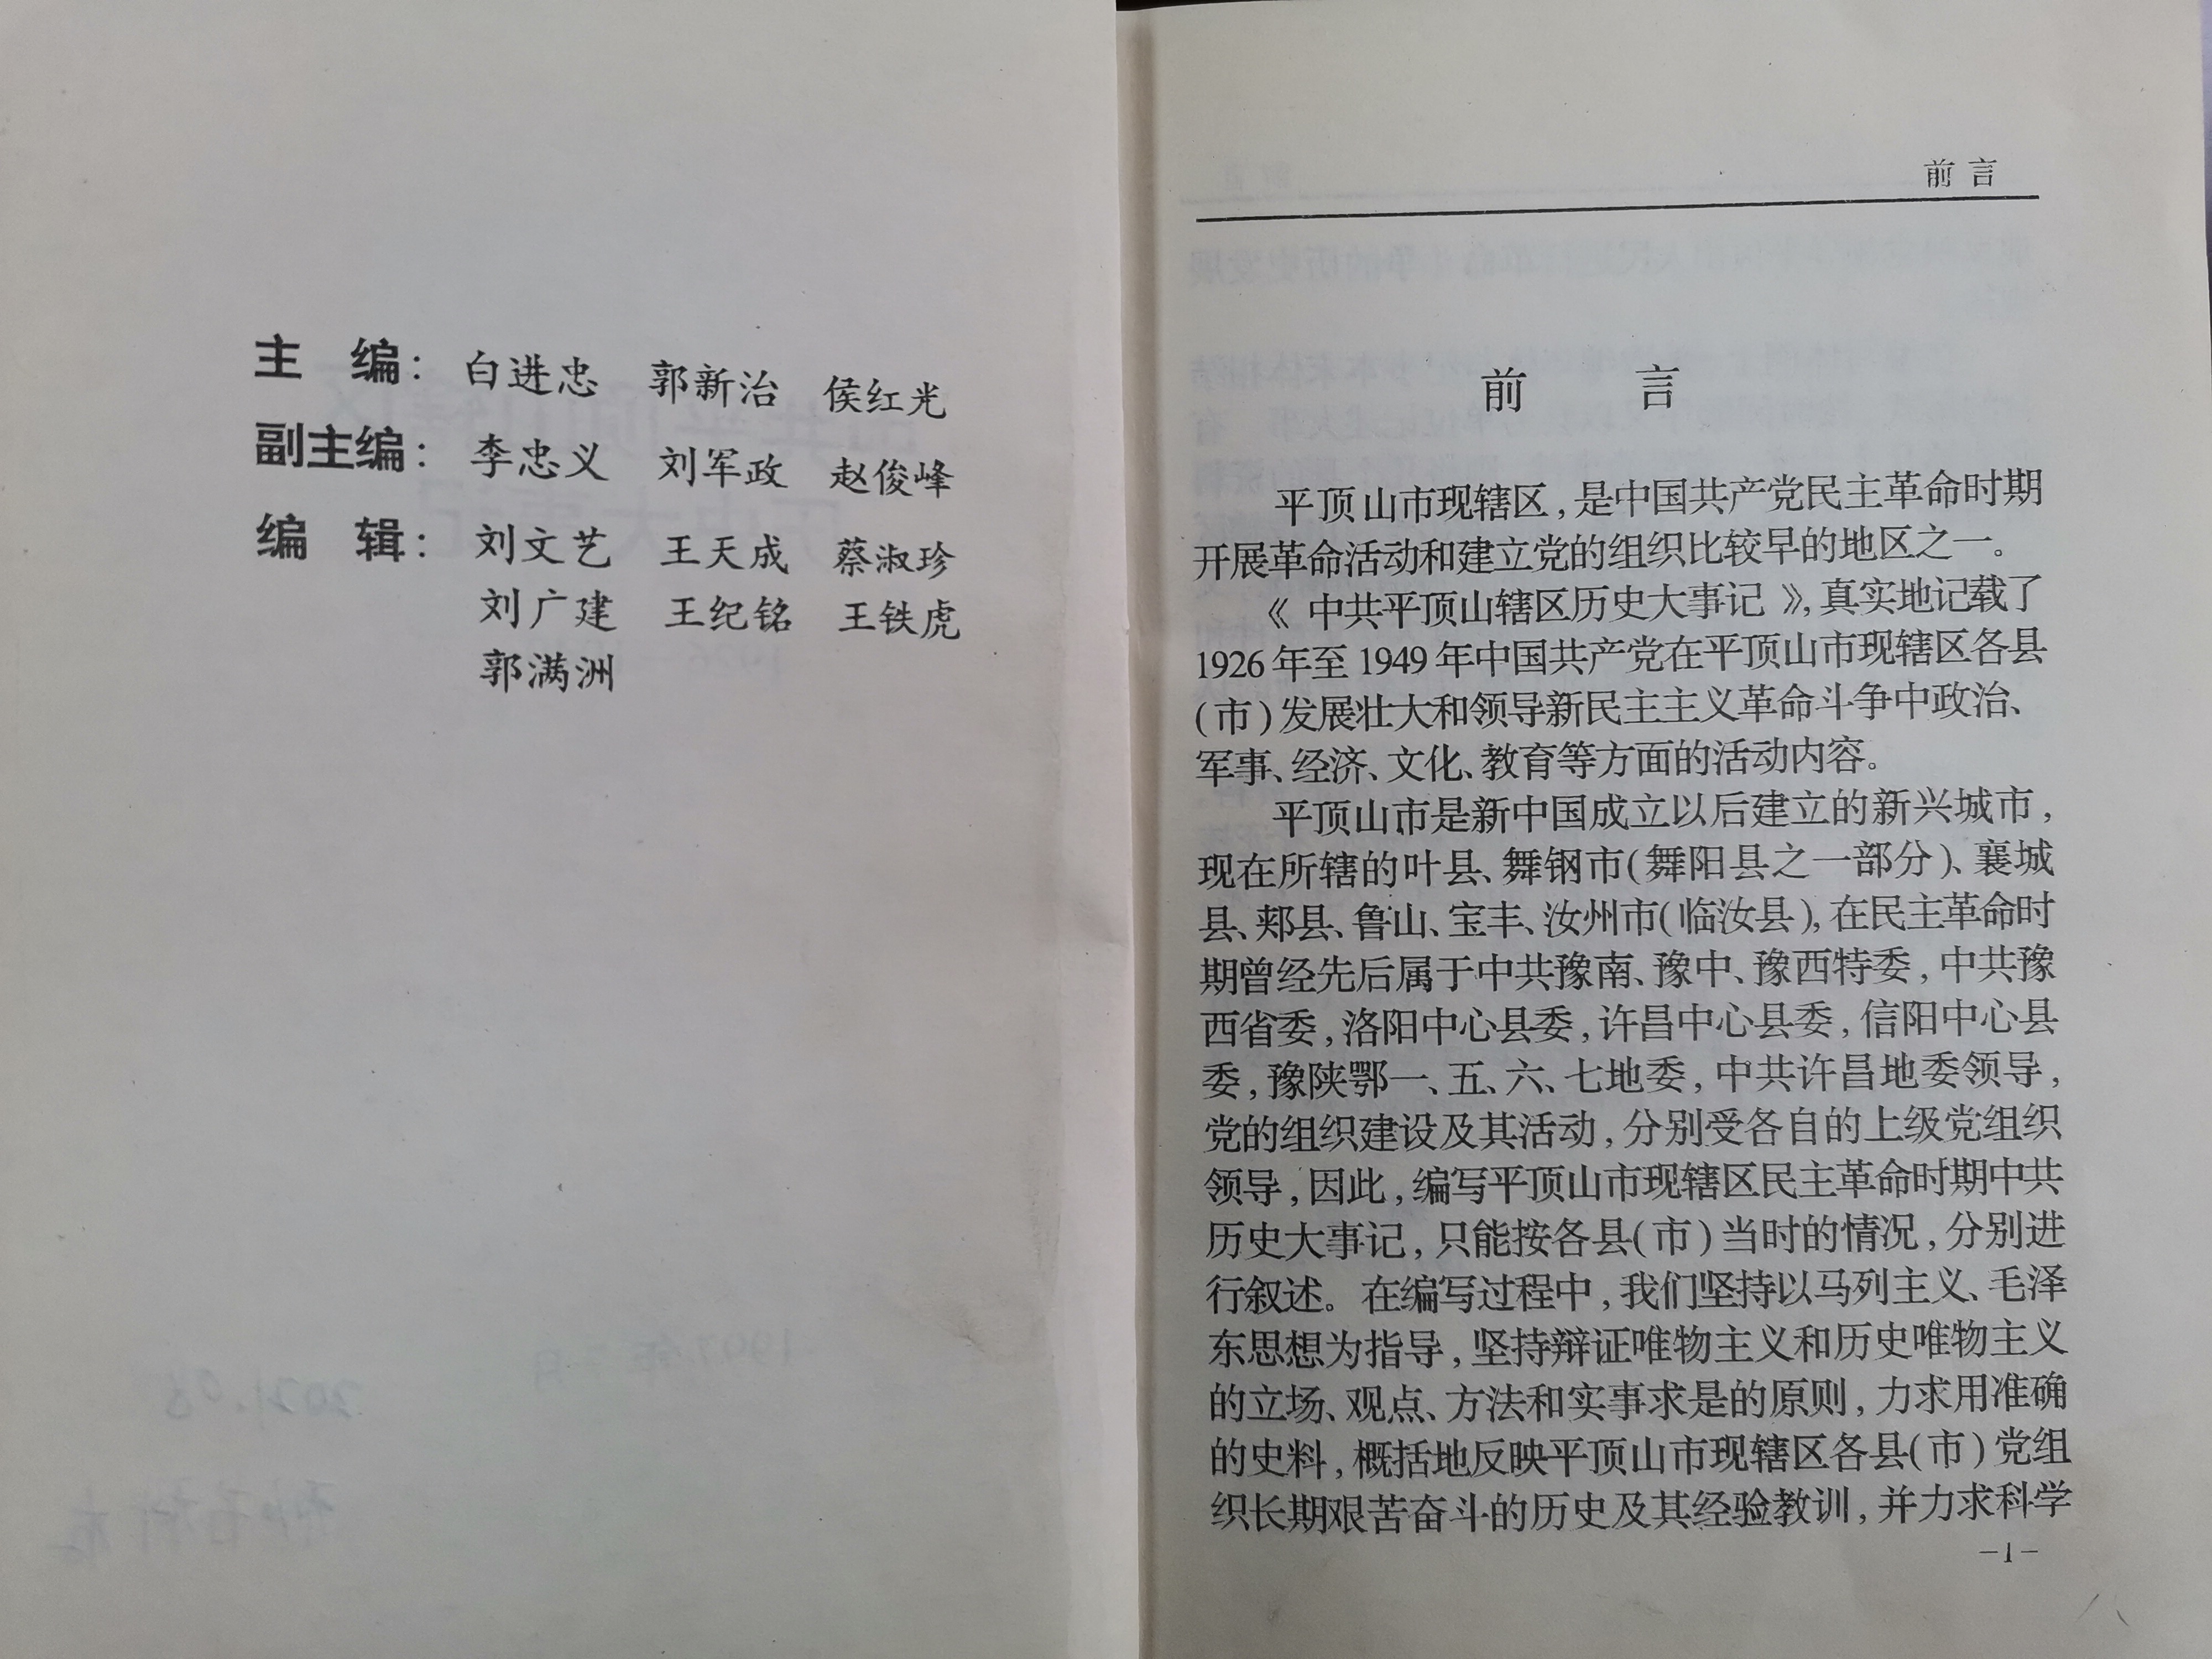 主 编: 白进忠 郭新治 侯红光
副主编: 李忠义 刘军政 赵俊峰
编 辑: 刘文艺 王天成 蔡淑珍
刘广建 王纪铭 王铁虎
郭满洲
前言
前 言
平顶山市现辖区,是中国共产党民主革命时期
开展革命活动和建立党的组织比较早的地区之一。
《中共平顶山辖区历史大事记》,真实地记载了
1926年至1949年中国共产党在平顶山市现辖区各县
(市)发展壮大和领导新民主主义革命斗争中政治、
军事、经济、文化、教育等方面的活动内容。
平顶山市是新中国成立以后建立的新兴城市,
现在所辖的叶县、舞钢市(舞阳县之一部分)、襄城
县、郏县、鲁山、宝丰、汝州市(临汝县),在民主革命时
期曾经先后属于中共豫南、豫中、豫西特委,中共豫
西省委,洛阳中心县委,许昌中心县委,信阳中心县
委,豫陕鄂一、五、六、七地委,中共许昌地委领导,
党的组织建设及其活动,分别受各自的上级党组织
领导,因此,编写平顶山市现辖区民主革命时期中共
历史大事记,只能按各县(市)当时的情况,分别进
行叙述。在编写过程中,我们坚持以马列主义、毛泽
东思想为指导,坚持辩证唯物主义和历史唯物主义
的立场、观点、方法和实事求是的原则,力求用准确
的史料,概括地反映平顶山市现辖区各县(市)党组
织长期艰苦奋斗的历史及其经验教训,并力求科学
—1—